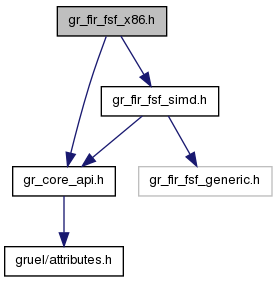 gr_fir_fsf_x86.h
gr_fir_fsf_simd.h
gr_core_api.h
gr_fir_fsf_generic.h
gruel/attributes.h